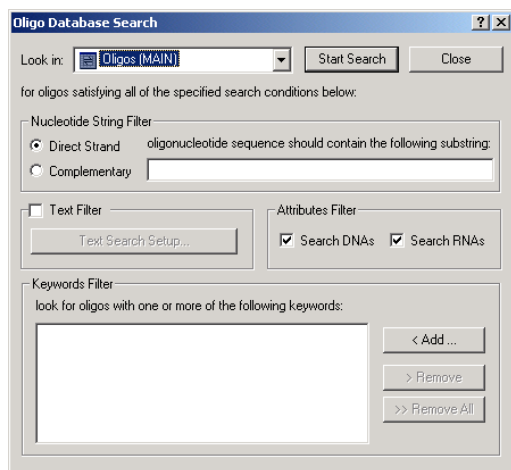 Oligo Database Search
Look in: Oligos (MAIN) Start Search Close
for oligos satisfying all of the specified search conditions below:
Nucleotide String Filter
Direct Strand oligonucleotide sequence should contain the following substring:
Complementary
Text Filter Attributes Filter
Text Search Setup... Search DNAs Search RNAs
Keywords Filter
look for oligos with one or more of the following keywords:
< Add ...
> Remove
>> Remove All